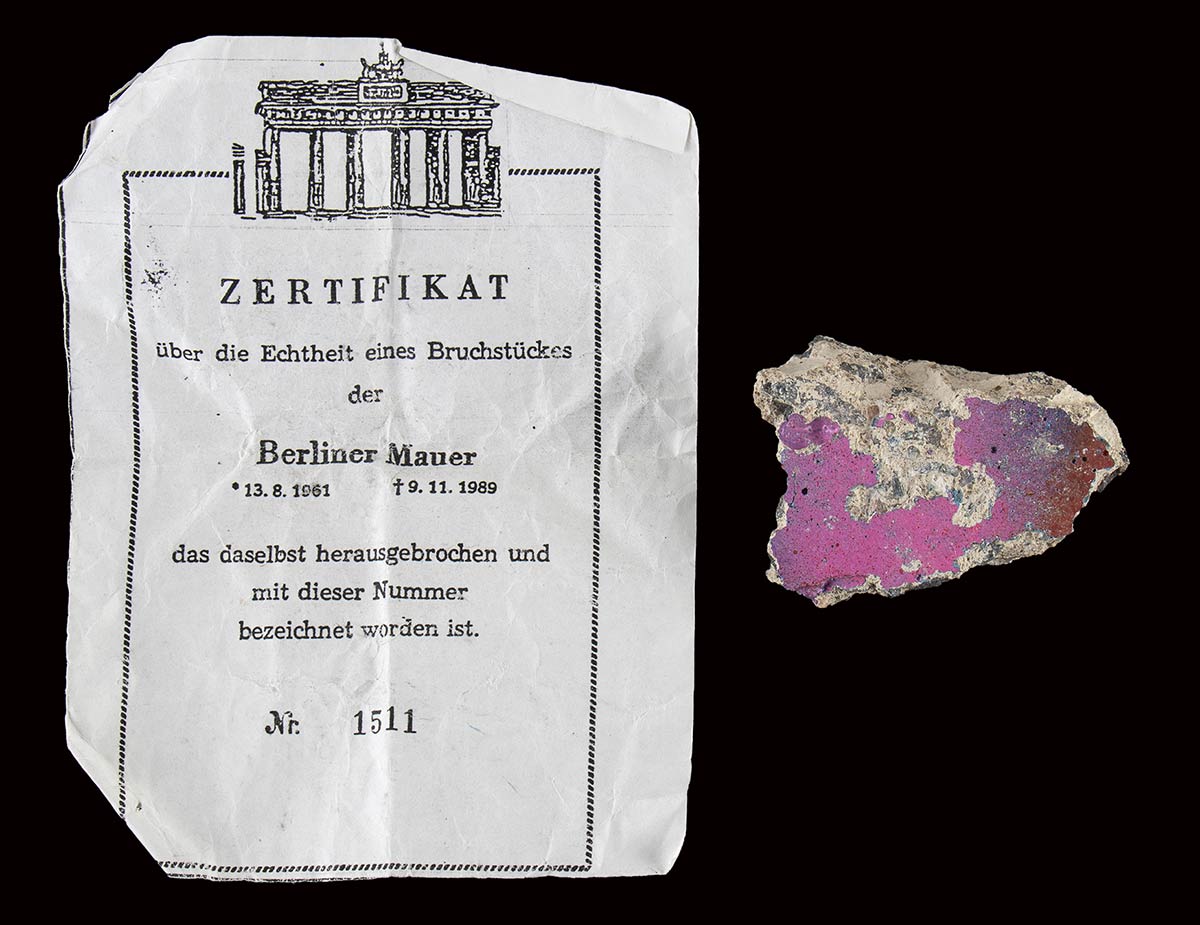 ZERTIFIKAT
über die Echtheit eines Bruchstückes
der
Berliner Mauer
* 13. 8. 1961 † 9. 11. 1989
das daselbst herausgebrochen und
mit dieser Nummer
bezeichnet worden ist.
Nr. 1511